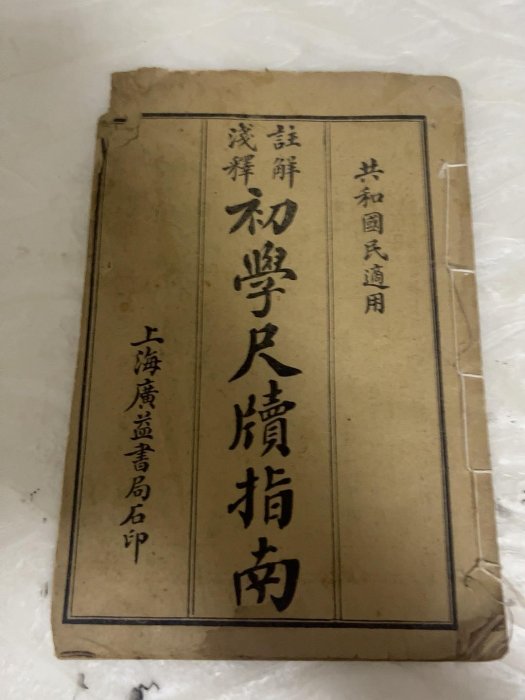 共和國民適用
註解
淺釋
初學尺牘指南
上海廣益書局石印